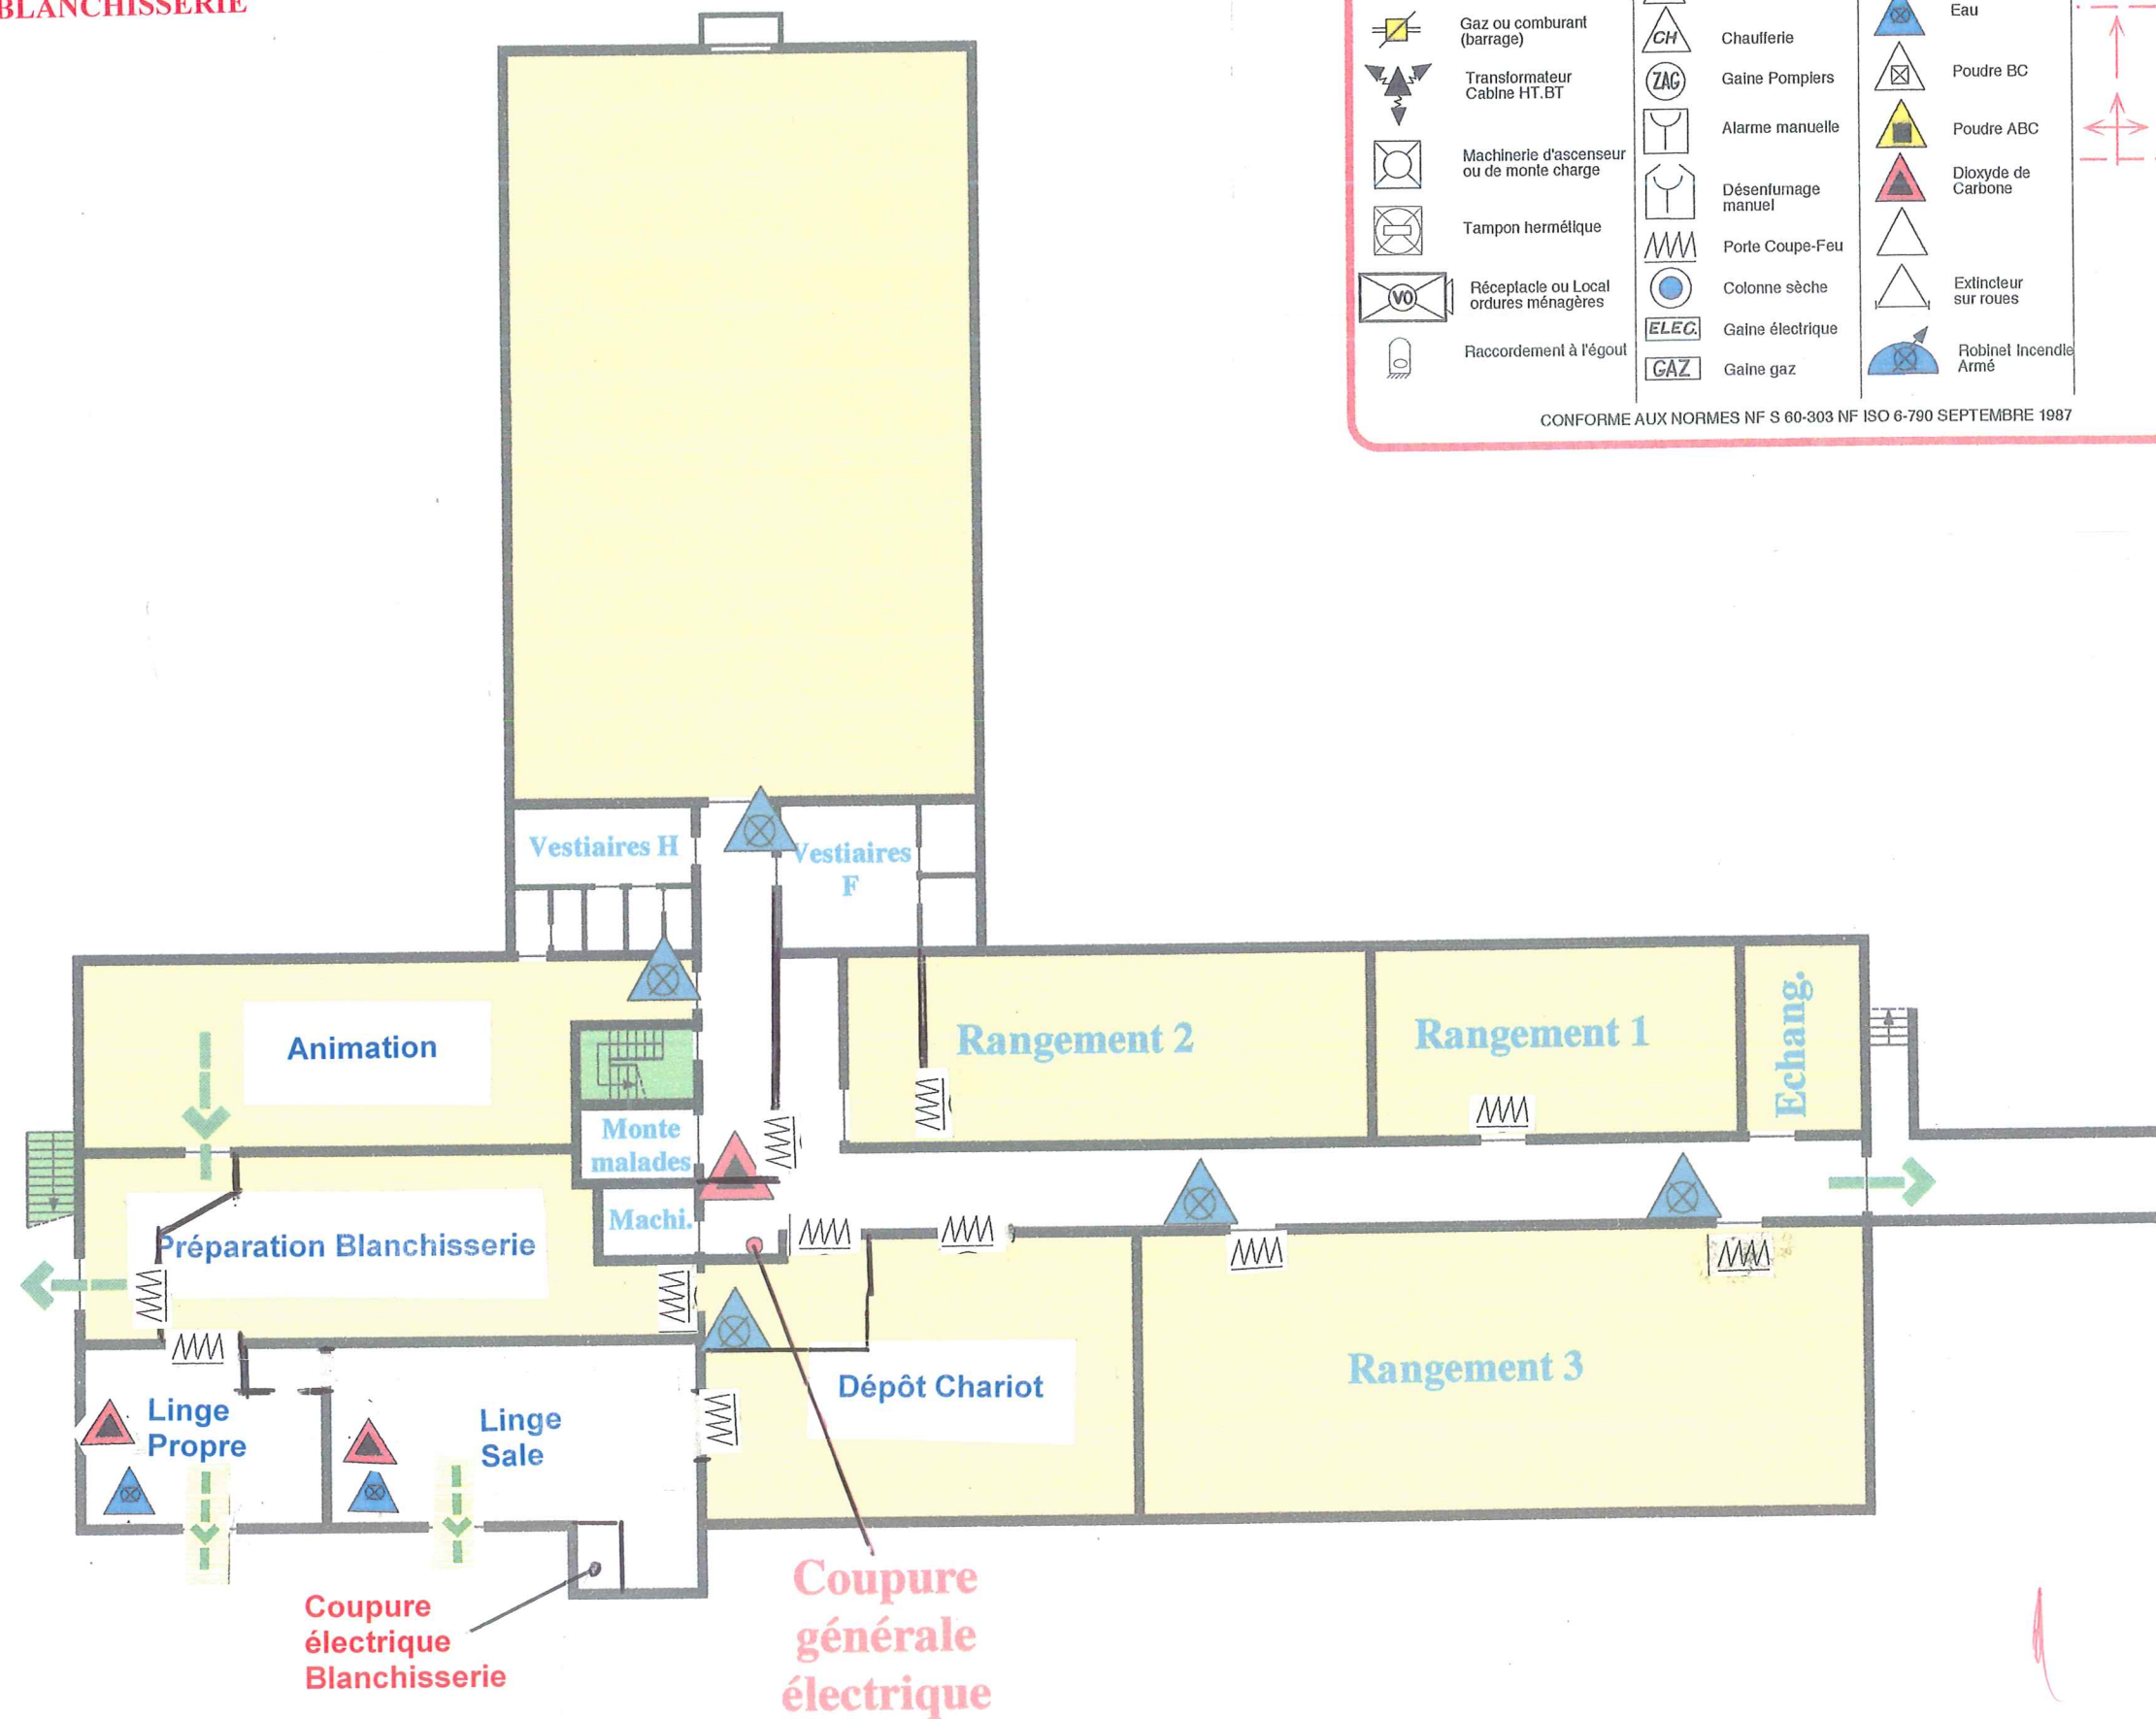 BLANCHISSERIE
Gaz ou comburant
(barrage)
Transformateur
Cabine HT.BT
Machinerie d'ascenseur
ou de monte charge
Tampon hermétique
VO
Réceptacle ou Local
ordures ménagères
Raccordement à l'égout
CH
Chaufferie
ZAG
Gaine Pompiers
Alarme manuelle
Désenfumage
manuel
Porte Coupe-Feu
Colonne sèche
ELEC.
Gaine électrique
GAZ
Gaine gaz
Eau
Poudre BC
Poudre ABC
Dioxyde de
Carbone
Extincteur
sur roues
Robinet Incendie
Armé
CONFORME AUX NORMES NF S 60-303 NF ISO 6-790 SEPTEMBRE 1987
Vestiaires H
Vestiaires
F
Animation
Monte
malades
Machi.
Rangement 2
Rangement 1
Echang.
Préparation Blanchisserie
Linge
Propre
Linge
Sale
Dépôt Chariot
Rangement 3
Coupure
électrique
Blanchisserie
Coupure
générale
électrique